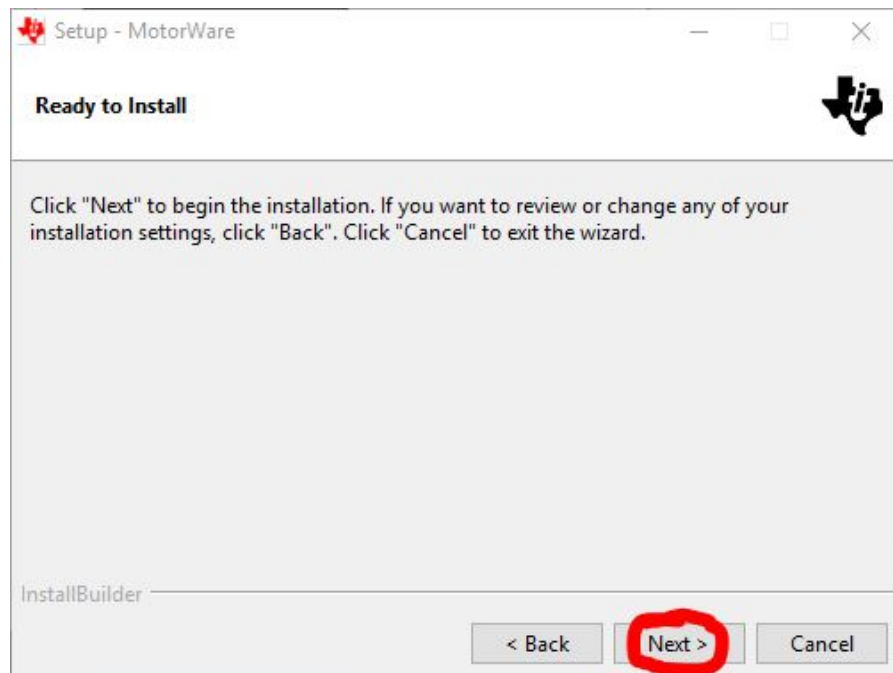 Setup - MotorWare
Ready to Install
Click "Next" to begin the installation. If you want to review or change any of your
installation settings, click "Back". Click "Cancel" to exit the wizard.
InstallBuilder
< Back
Next >
Cancel